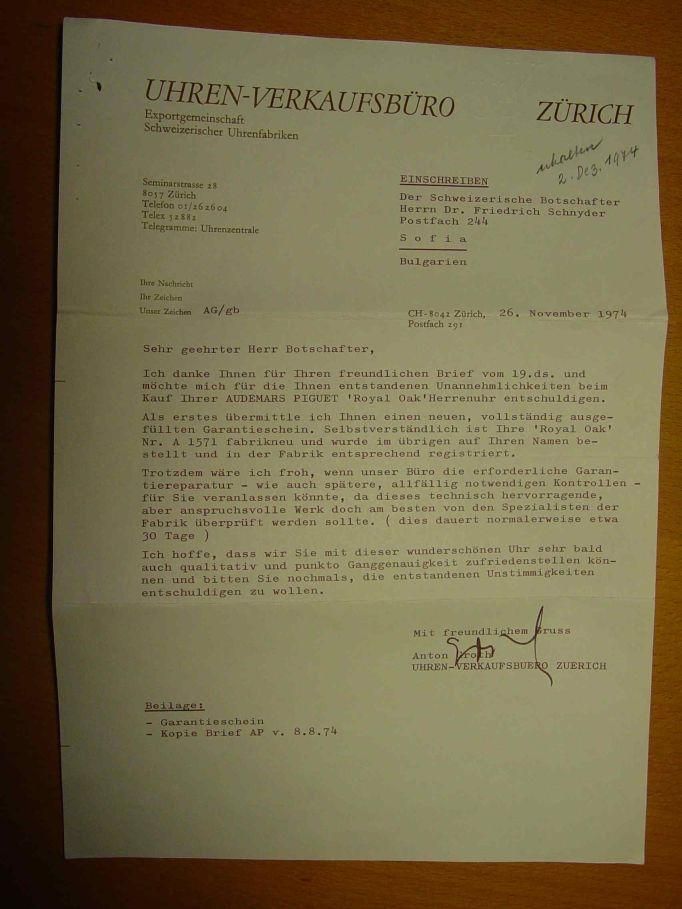 UHREN-VERKAUFSBÜRO ZÜRICH
Exportgemeinschaft
Schweizerischer Uhrenfabriken
erhalten
2. Dez. 1974
Seminarstrasse 28
8057 Zürich
Telefon 01/262604
Telex 52882
Telegramme: Uhrenzentrale
EINSCHREIBEN
Der Schweizerische Botschafter
Herrn Dr. Friedrich Schnyder
Postfach 244
S o f i a
Bulgarien
Ihre Nachricht
Ihr Zeichen
Unser Zeichen AG/gb
CH-8042 Zürich, 26. November 1974
Postfach 291
Sehr geehrter Herr Botschafter,
Ich danke Ihnen für Ihren freundlichen Brief vom 19.ds. und
möchte mich für die Ihnen entstandenen Unannehmlichkeiten beim
Kauf Ihrer AUDEMARS PIGUET 'Royal Oak'Herrenuhr entschuldigen.
Als erstes übermittle ich Ihnen einen neuen, vollständig ausge-
füllten Garantieschein. Selbstverständlich ist Ihre 'Royal Oak'
Nr. A 1571 fabrikneu und wurde im übrigen auf Ihren Namen be-
stellt und in der Fabrik entsprechend registriert.
Trotzdem wäre ich froh, wenn unser Büro die erforderliche Garan-
tiereparatur - wie auch spätere, allfällig notwendigen Kontrollen -
für Sie veranlassen könnte, da dieses technisch hervorragende,
aber anspruchsvolle Werk doch am besten von den Spezialisten der
Fabrik überprüft werden sollte. ( dies dauert normalerweise etwa
30 Tage )
Ich hoffe, dass wir Sie mit dieser wunderschönen Uhr sehr bald
auch qualitativ und punkto Ganggenauigkeit zufriedenstellen kön-
nen und bitten Sie nochmals, die entstandenen Unstimmigkeiten
entschuldigen zu wollen.
Mit freundlichem Gruss
Anton
UHREN-VERKAUFSBUERO ZUERICH
Beilage:
- Garantieschein
- Kopie Brief AP v. 8.8.74